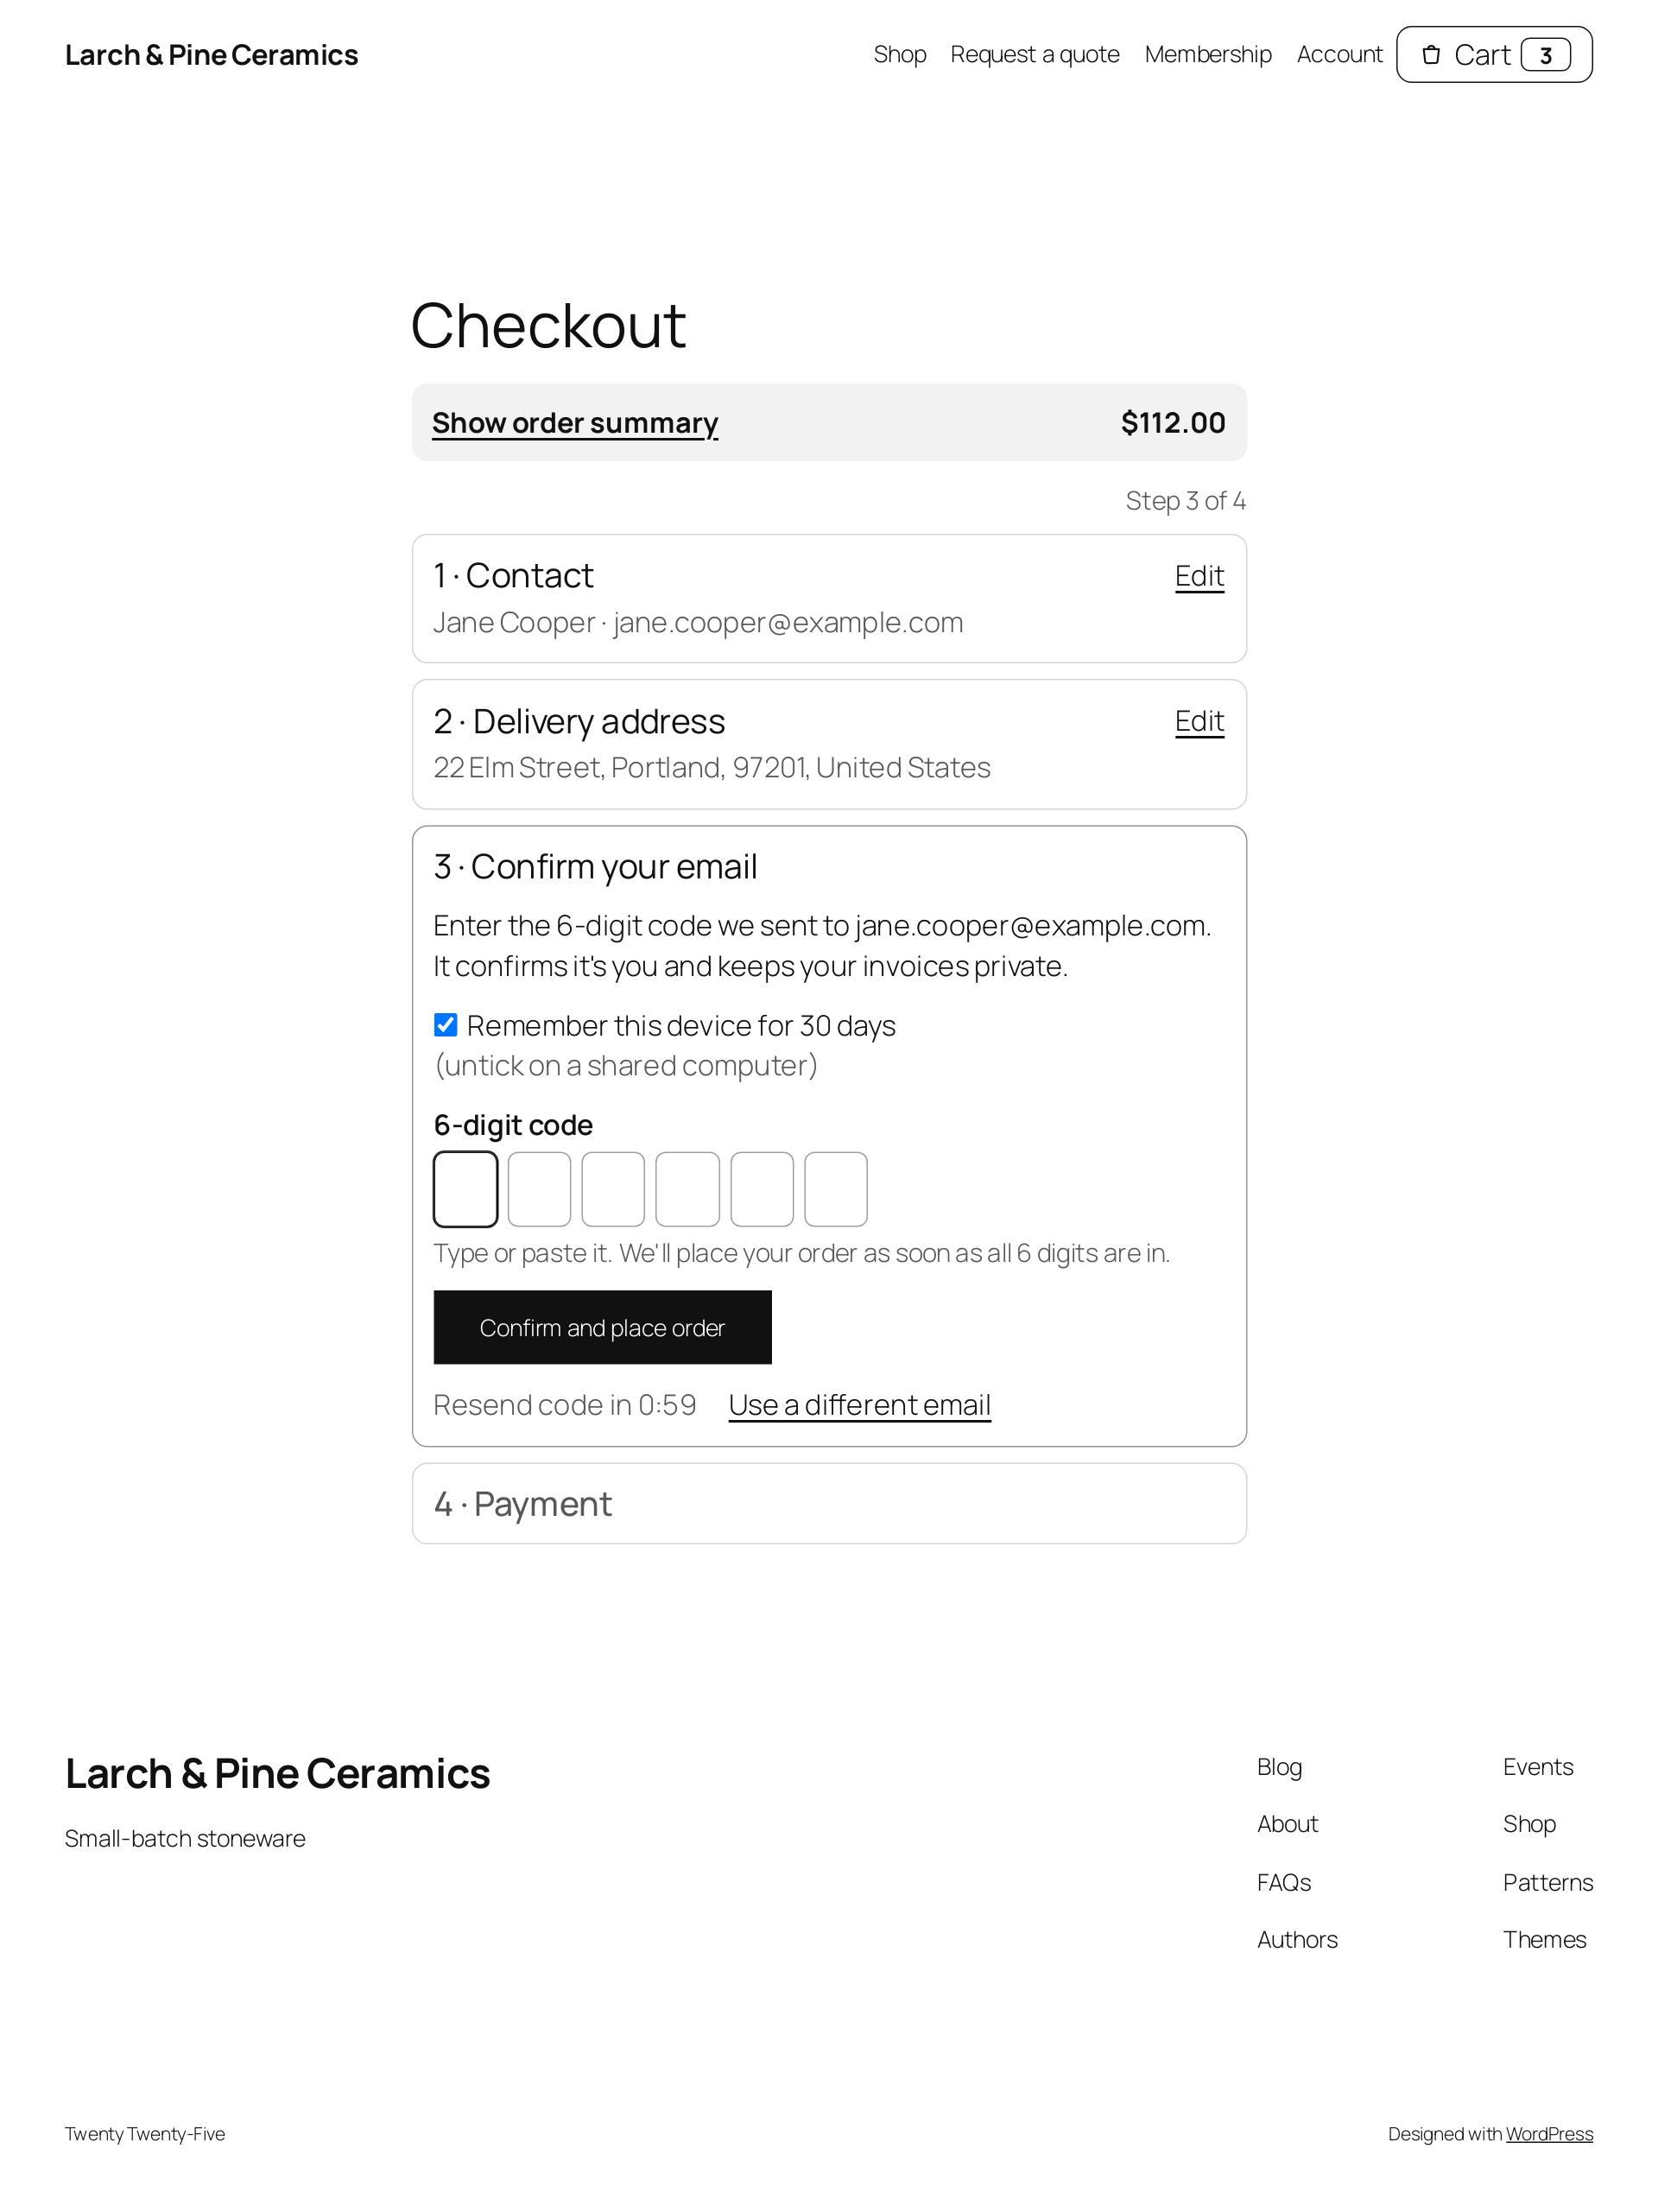 Larch & Pine Ceramics
Shop Request a quote Membership Account Cart 3
Checkout
Show order summary $112.00
Step 3 of 4
1 · Contact Edit
Jane Cooper · jane.cooper@example.com
2 · Delivery address Edit
22 Elm Street, Portland, 97201, United States
3 · Confirm your email
Enter the 6-digit code we sent to jane.cooper@example.com.
It confirms it's you and keeps your invoices private.
Remember this device for 30 days
(untick on a shared computer)
6-digit code
Type or paste it. We'll place your order as soon as all 6 digits are in.
Confirm and place order
Resend code in 0:59 Use a different email
4 · Payment
Larch & Pine Ceramics
Small-batch stoneware
Blog
About
FAQs
Authors
Events
Shop
Patterns
Themes
Twenty Twenty-Five
Designed with WordPress